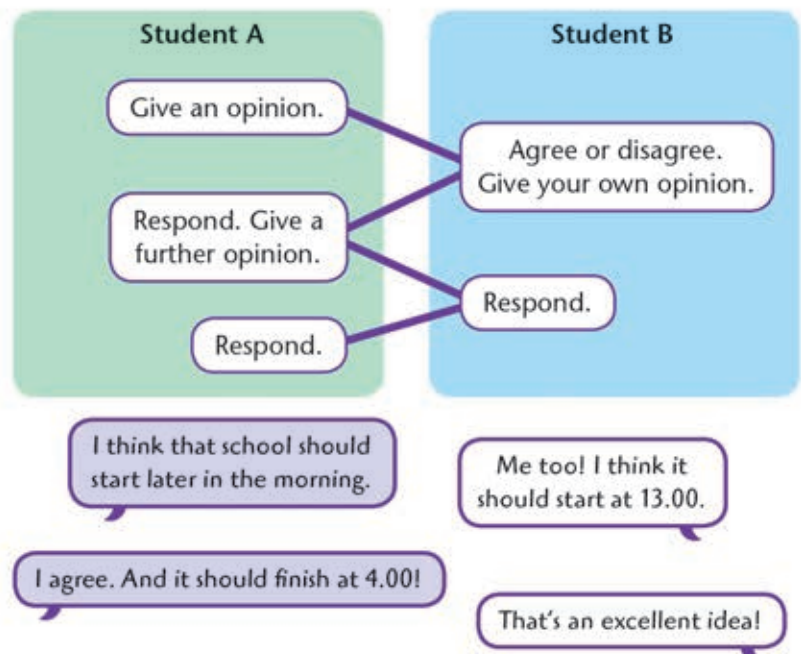 Student A
Student B
Give an opinion.
Agree or disagree.
Give your own opinion.
Respond. Give a
further opinion.
Respond.
Respond.
I think that school should
start later in the morning.
Me too! I think it
should start at 13.00.
I agree. And it should finish at 4.00!
That's an excellent idea!